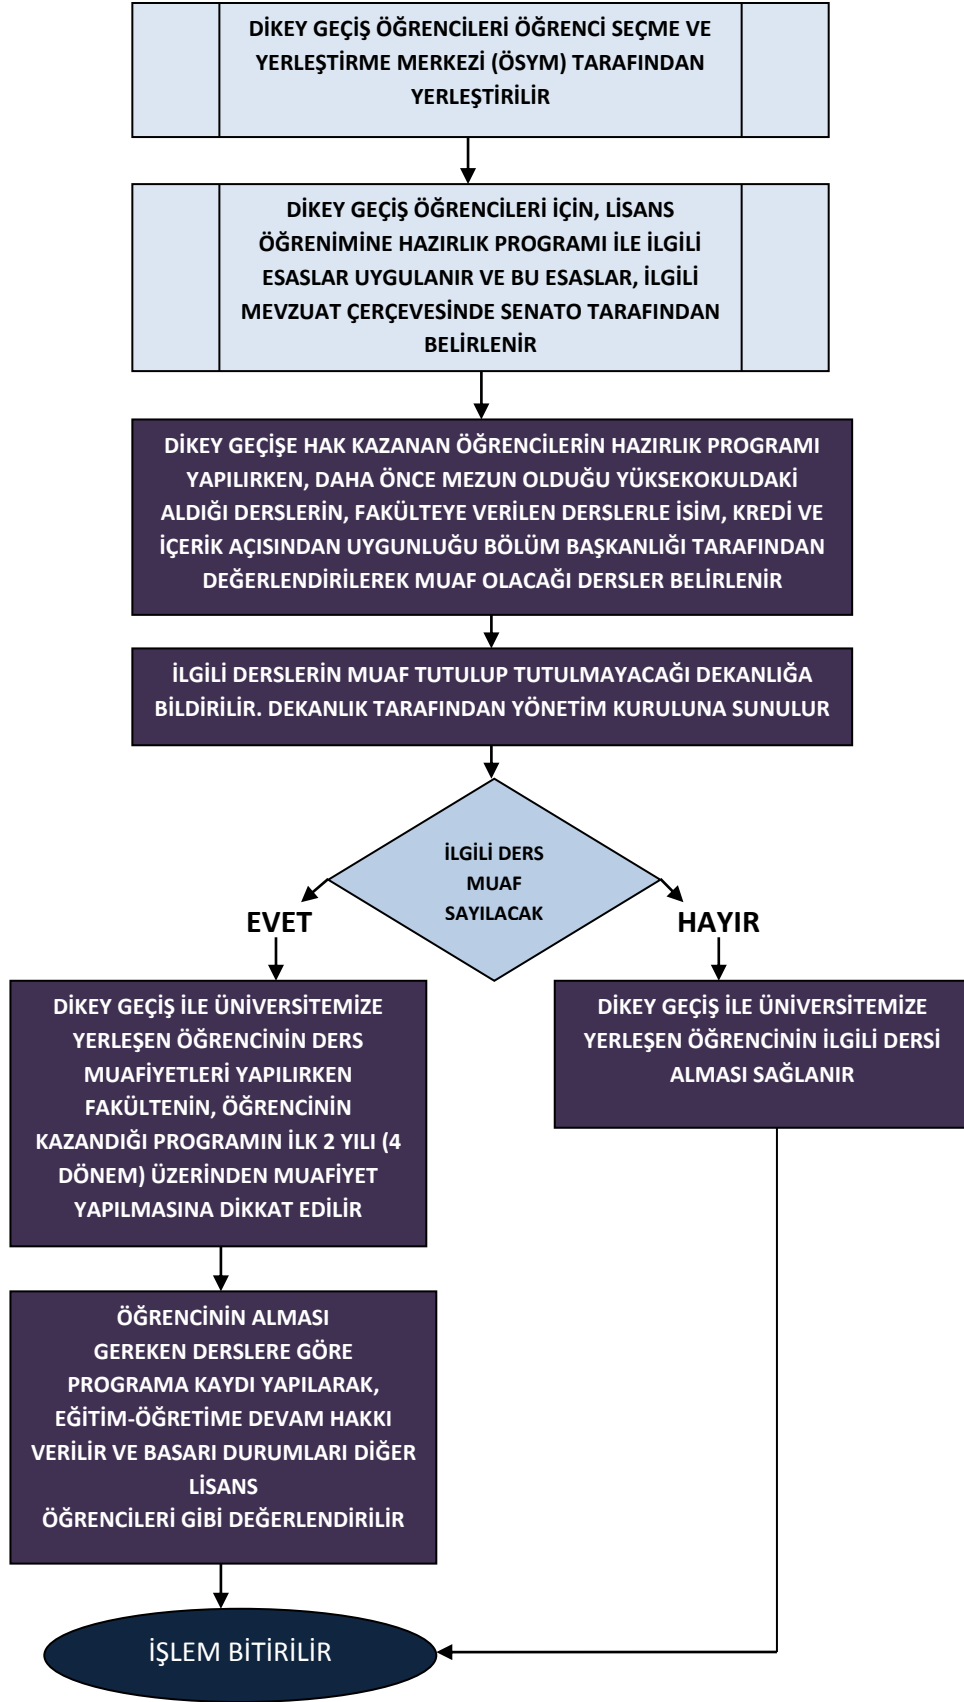 DİKEY GEÇİŞ ÖĞRENCİLERİ ÖĞRENCİ SEÇME VE
YERLEŞTİRME MERKEZİ (ÖSYM) TARAFINDAN
YERLEŞTİRİLİR
DİKEY GEÇİŞ ÖĞRENCİLERİ İÇİN, LİSANS
ÖĞRENİMİNE HAZIRLIK PROGRAMI İLE İLGİLİ
ESASLAR UYGULANIR VE BU ESASLAR, İLGİLİ
MEVZUAT ÇERÇEVESİNDE SENATO TARAFINDAN
BELİRLENİR
DİKEY GEÇİŞE HAK KAZANAN ÖĞRENCİLERİN HAZIRLIK PROGRAMI
YAPILIRKEN, DAHA ÖNCE MEZUN OLDUĞU YÜKSEKOKULDAKİ
ALDIĞI DERSLERİN, FAKÜLTEYE VERİLEN DERSLERLE İSİM, KREDİ VE
İÇERİK AÇISINDAN UYGUNLUĞU BÖLÜM BAŞKANLIĞI TARAFINDAN
DEĞERLENDİRİLEREK MUAF OLACAĞI DERSLER BELİRLENİR
İLGİLİ DERSLERİN MUAF TUTULUP TUTULMAYACAĞI DEKANLIĞA
BİLDİRİLİR. DEKANLIK TARAFINDAN YÖNETİM KURULUNA SUNULUR
İLGİLİ DERS
MUAF
SAYILACAK
EVET
HAYIR
DİKEY GEÇİŞ İLE ÜNİVERSİTEMİZE
YERLEŞEN ÖĞRENCİNİN DERS
MUAFİYETLERİ YAPILIRKEN
FAKÜLTENİN, ÖĞRENCİNİN
KAZANDIĞI PROGRAMIN İLK 2 YILI (4
DÖNEM) ÜZERİNDEN MUAFİYET
YAPILMASINA DİKKAT EDİLİR
DİKEY GEÇİŞ İLE ÜNİVERSİTEMİZE
YERLEŞEN ÖĞRENCİNİN İLGİLİ DERSİ
ALMASI SAĞLANIR
ÖĞRENCİNİN ALMASI
GEREKEN DERSLERE GÖRE
PROGRAMA KAYDI YAPILARAK,
EĞİTİM-ÖĞRETİME DEVAM HAKKI
VERİLİR VE BASARI DURUMLARI DİĞER
LİSANS
ÖĞRENCİLERİ GİBİ DEĞERLENDİRİLİR
İŞLEM BİTİRİLİR